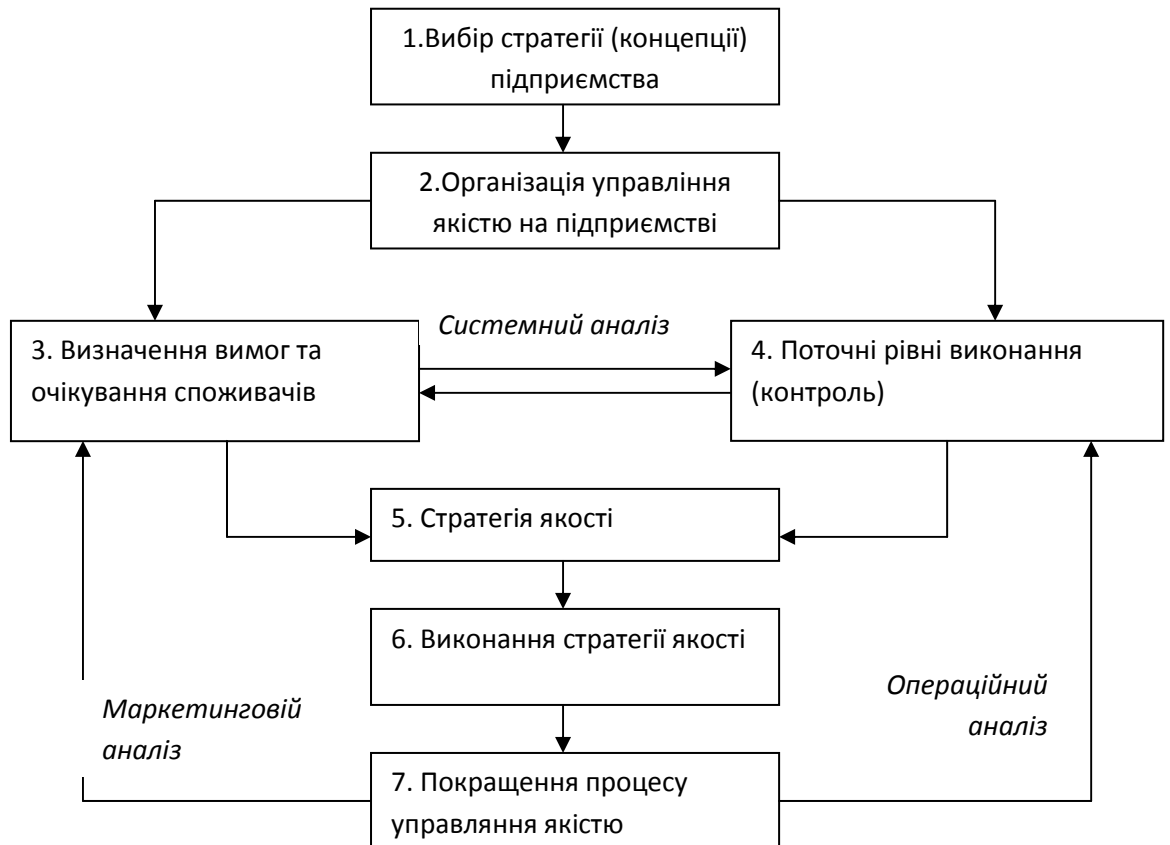 1.Вибір стратегії (концепції)
підприємства
2.Організація управління
якістю на підприємстві
Системний аналіз
3. Визначення вимог та
очікування споживачів
4. Поточні рівні виконання
(контроль)
5. Стратегія якості
6. Виконання стратегії якості
Маркетинговій
аналіз
Операційний
аналіз
7. Покращення процесу
управляння якістю